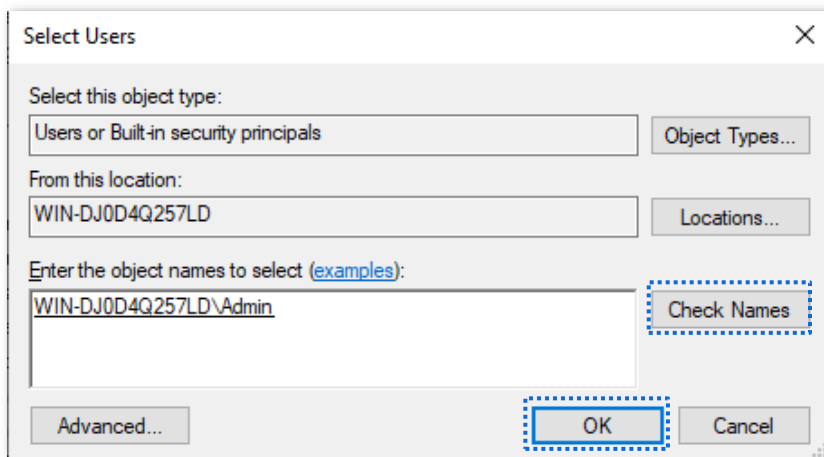 Select Users
Select this object type:
Users or Built-in security principals
Object Types...
From this location:
WIN-DJ0D4Q257LD
Locations...
Enter the object names to select (examples):
WIN-DJ0D4Q257LD\Admin
Check Names
Advanced...
OK
Cancel